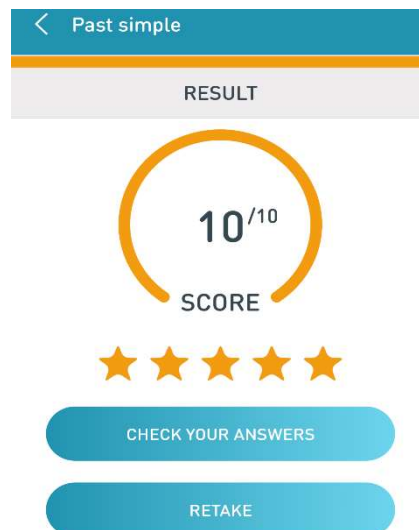 Past simple
RESULT
10/10
SCORE
CHECK YOUR ANSWERS
RETAKE